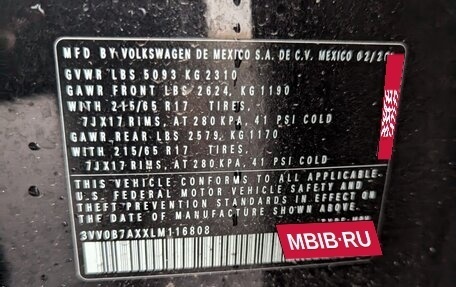 MFD BY VOLKSWAGEN DE MEXICO S.A. DE C.V. MEXICO 02/20
GVWR LBS 5093 KG 2310
GAWR FRONT LBS 2624, KG 1190
WITH 215/65 R17 TIRES,
7JX17 RIMS, AT 280 KPA, 41 PSI COLD
GAWR REAR LBS 2579, KG 1170
WITH 215/65 R17 TIRES,
7JX17 RIMS, AT 280 KPA, 41 PSI COLD
THIS VEHICLE CONFORMS TO ALL APPLICABLE
U.S. FEDERAL MOTOR VEHICLE SAFETY AND
THEFT PREVENTION STANDARDS IN EFFECT ON
THE DATE OF MANUFACTURE SHOWN ABOVE.
3VV0B7AXXLM116808
MBIB·RU